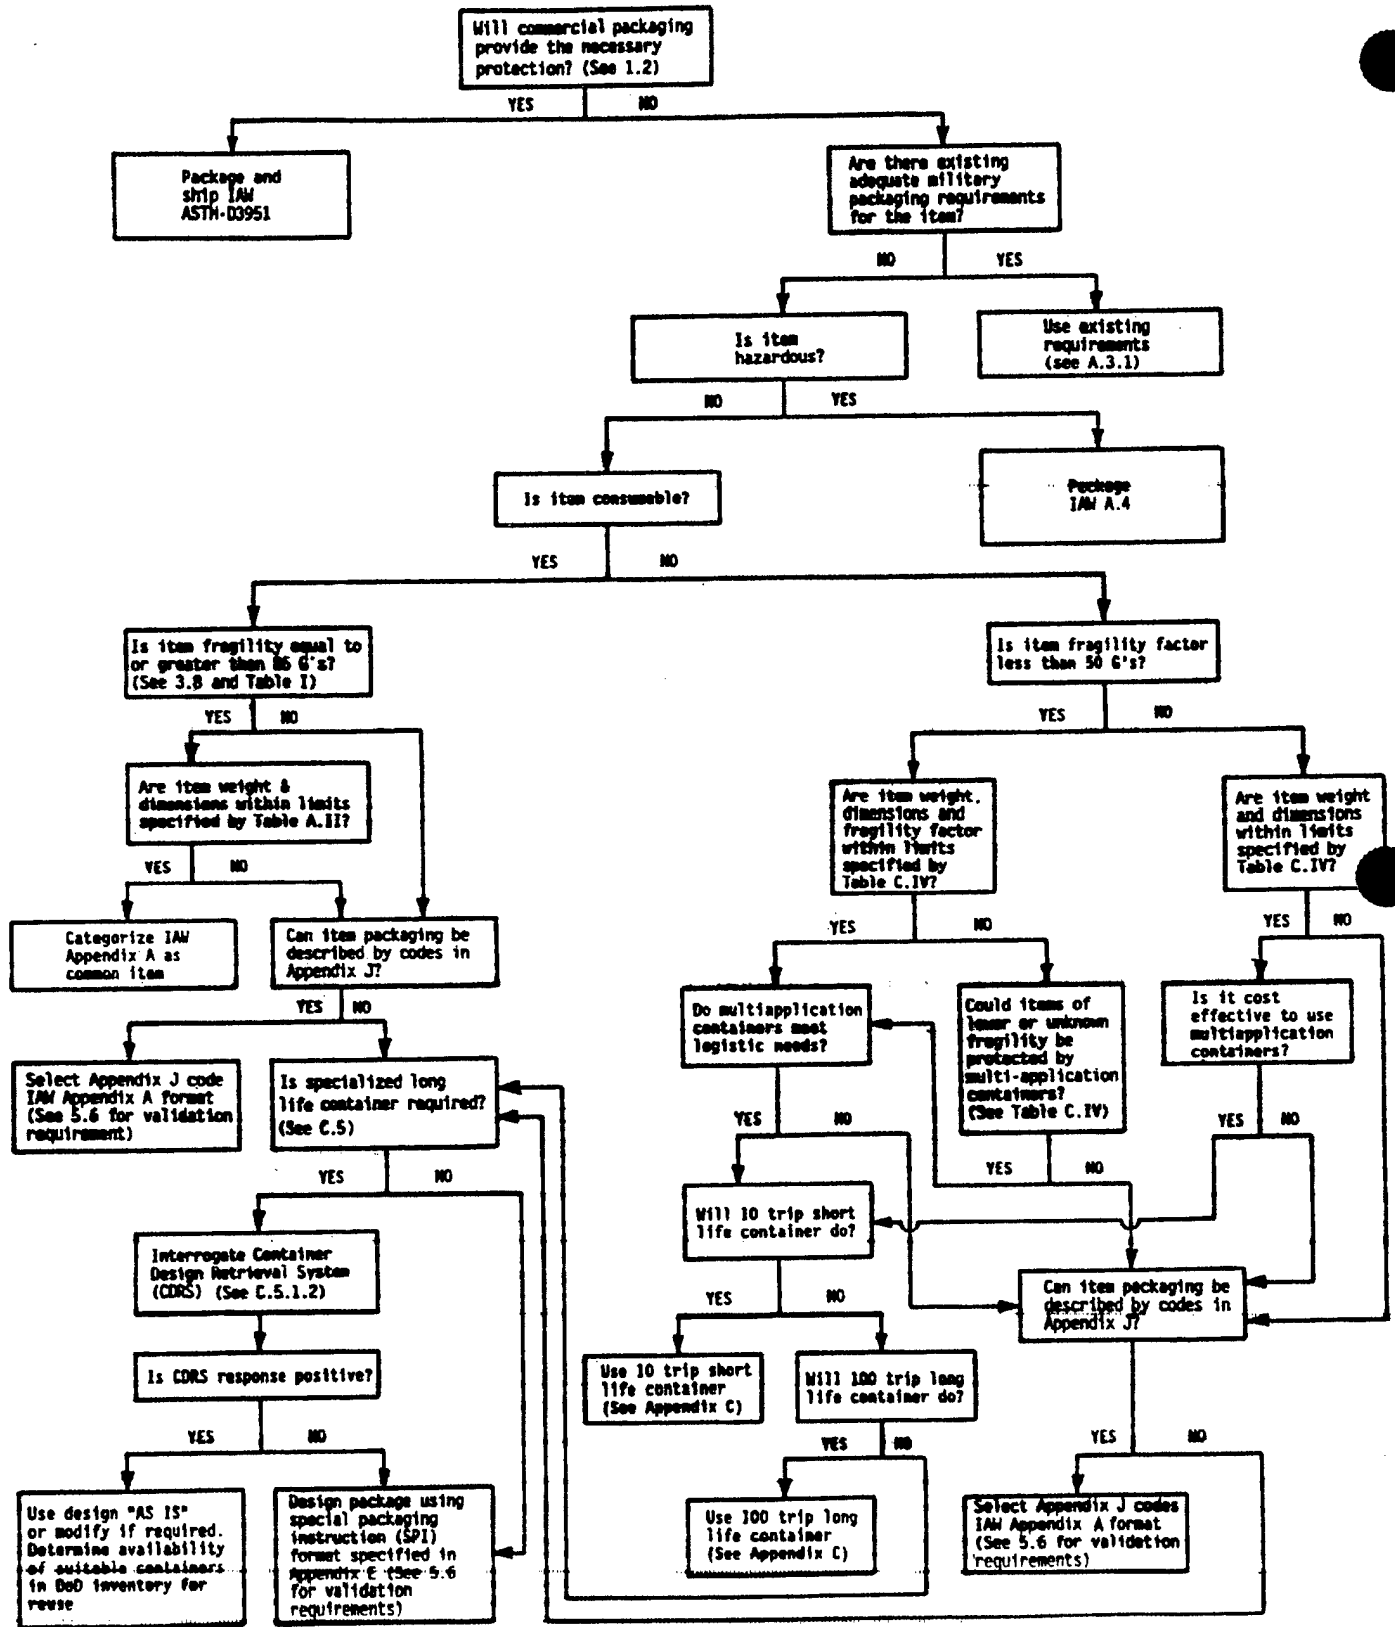 Will commercial packaging
provide the necessary
protection? (See 1.2)
YES NO
Package and
ship IAW
ASTM-D3951
Are there existing
adequate military
packaging requirements
for the item?
NO YES
Is item
hazardous?
Use existing
requirements
(see A.3.1)
NO YES
Is item consumeble?
Package
IAW A.4
YES NO
Is item fragility equal to
or greater than 86 G's?
(See 3.8 and Table I)
Is item fragility factor
less than 50 G's?
YES NO
YES NO
Are item weight &
dimensions within limits
specified by Table A.II?
Are item weight,
dimensions and
fragility factor
within limits
specified by
Table C.IV?
Are item weight
and dimensions
within limits
specified by
Table C.IV?
YES NO
YES NO
YES NO
Categorize IAW
Appendix A as
common item
Can item packaging be
described by codes in
Appendix J?
Do multiapplication
containers meet
logistic needs?
Could items of
lower or unknown
fragility be
protected by
multi-application
containers?
(See Table C.IV)
Is it cost
effective to use
multiapplication
containers?
YES NO
Select Appendix J code
IAW Appendix A format
(See 5.6 for validation
requirement)
Is specialized long
life container required?
(See C.5)
YES NO
YES NO
YES NO
YES NO
Will 10 trip short
life container do?
Interrogate Container
Design Retrieval System
(CDRS) (See C.5.1.2)
Can item packaging be
described by codes in
Appendix J?
YES NO
Is CDRS response positive?
Use 10 trip short
life container
(See Appendix C)
Will 100 trip long
life container do?
YES NO
YES NO
YES NO
Use design "AS IS"
or modify if required.
Determine availability
of suitable containers
in DoD inventory for
reuse
Design package using
special packaging
instruction (SPI)
format specified in
Appendix E (See 5.6
for validation
requirements)
Use 100 trip long
life container
(See Appendix C)
Select Appendix J codes
IAW Appendix A format
(See 5.6 for validation
requirements)